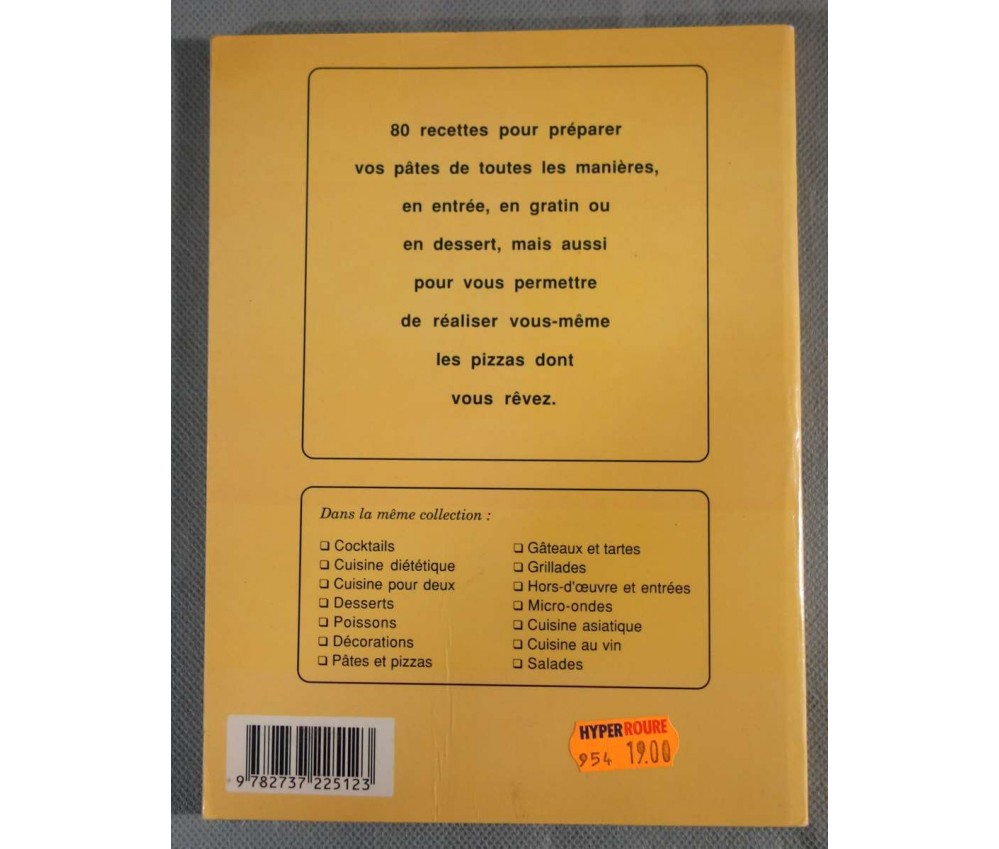 80 recettes pour préparer
vos pâtes de toutes les manières,
en entrée, en gratin ou
en dessert, mais aussi
pour vous permettre
de réaliser vous-même
les pizzas dont
vous rêvez.
Dans la même collection :
❑ Cocktails
❑ Cuisine diététique
❑ Cuisine pour deux
❑ Desserts
❑ Poissons
❑ Décorations
❑ Pâtes et pizzas
❑ Gâteaux et tartes
❑ Grillades
❑ Hors-d'œuvre et entrées
❑ Micro-ondes
❑ Cuisine asiatique
❑ Cuisine au vin
❑ Salades
9 782737 225123
HYPER ROURE
954 19.00